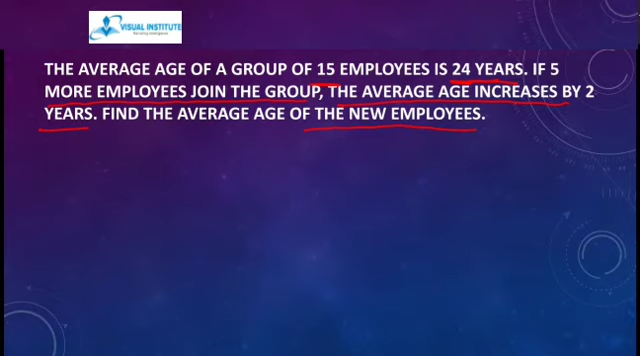 VISUAL INSTITUTE
THE AVERAGE AGE OF A GROUP OF 15 EMPLOYEES IS 24 YEARS. IF 5
MORE EMPLOYEES JOIN THE GROUP, THE AVERAGE AGE INCREASES BY 2
YEARS. FIND THE AVERAGE AGE OF THE NEW EMPLOYEES.